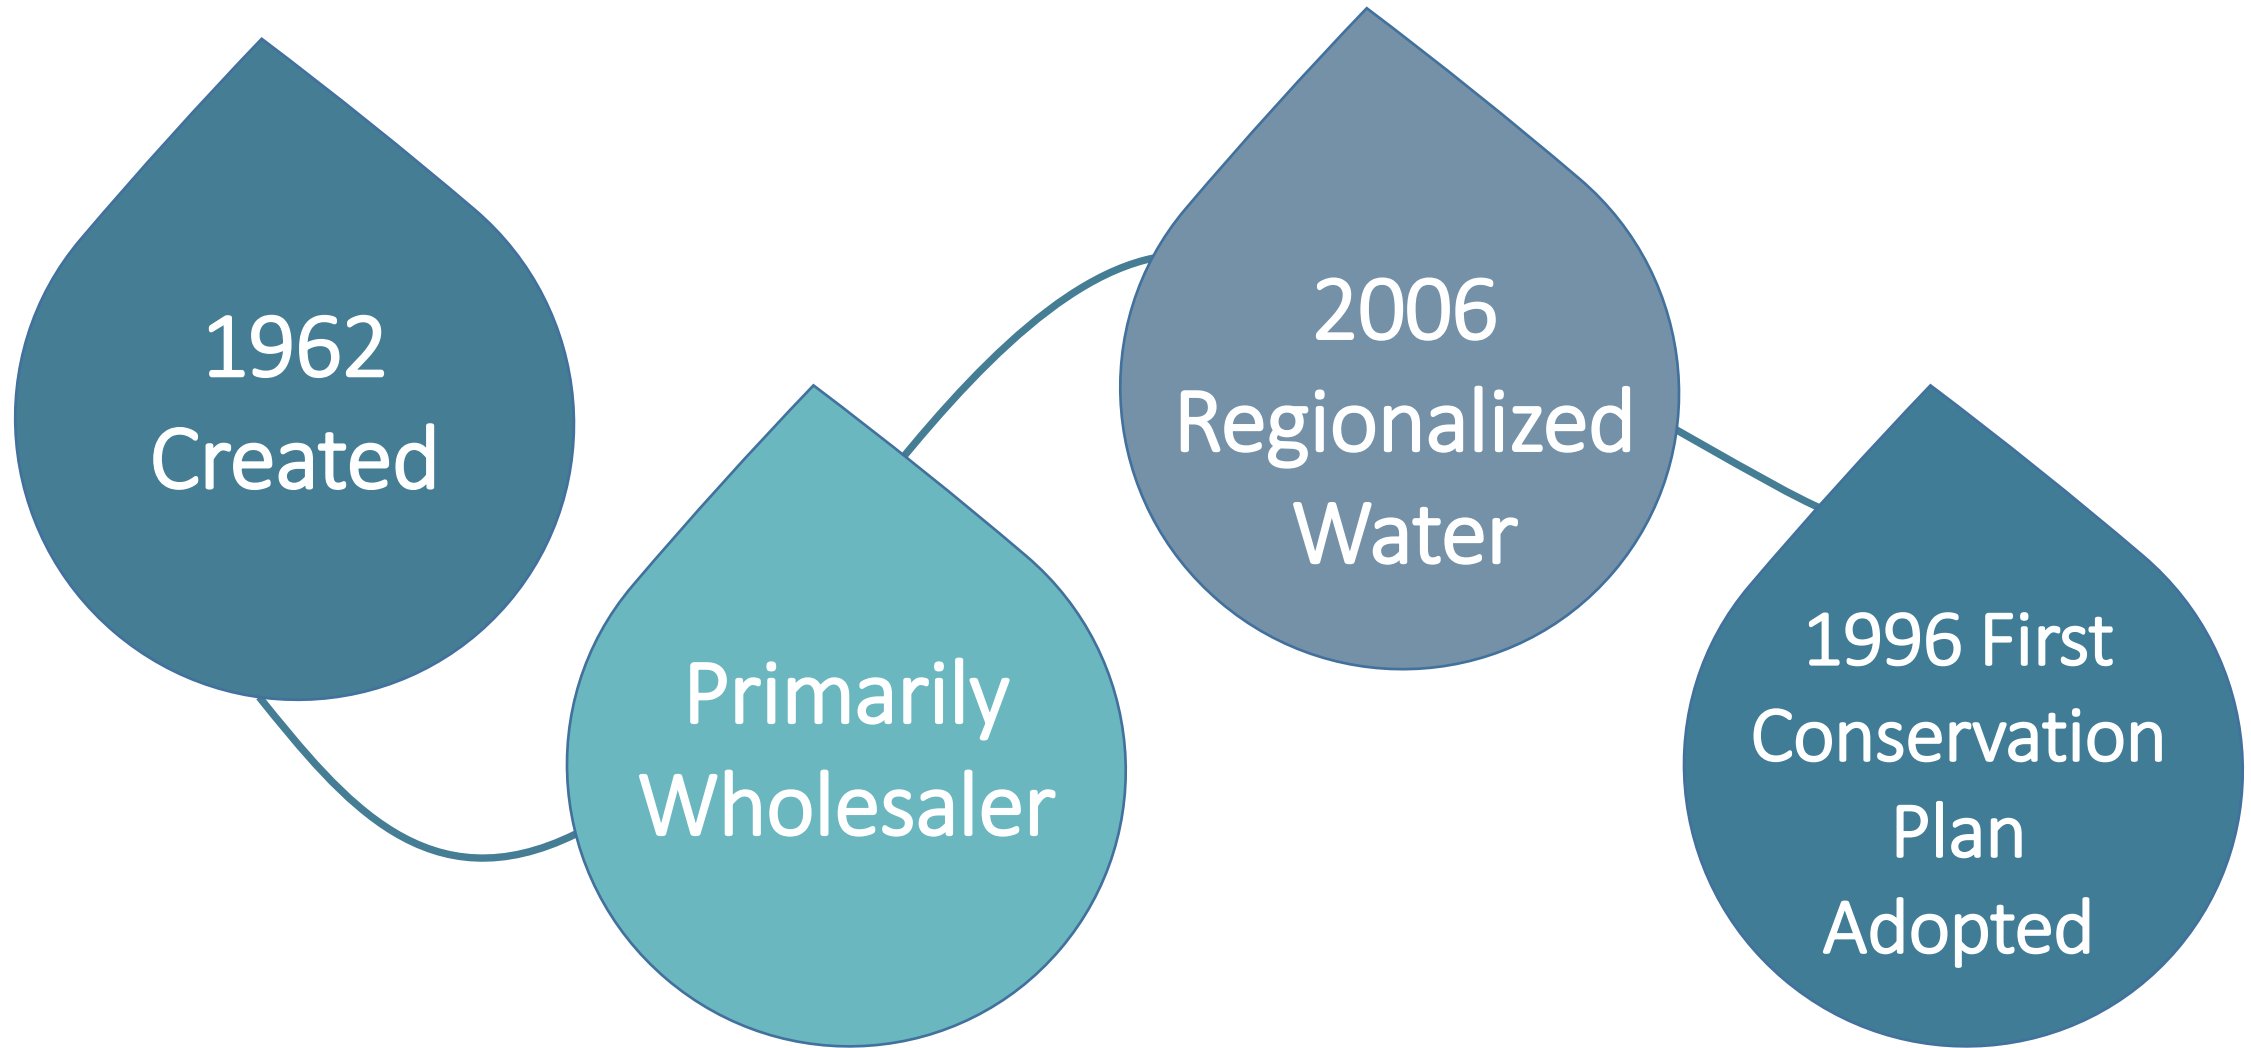 1962
Created
Primarily
Wholesaler
2006
Regionalized
Water
1996 First
Conservation
Plan
Adopted